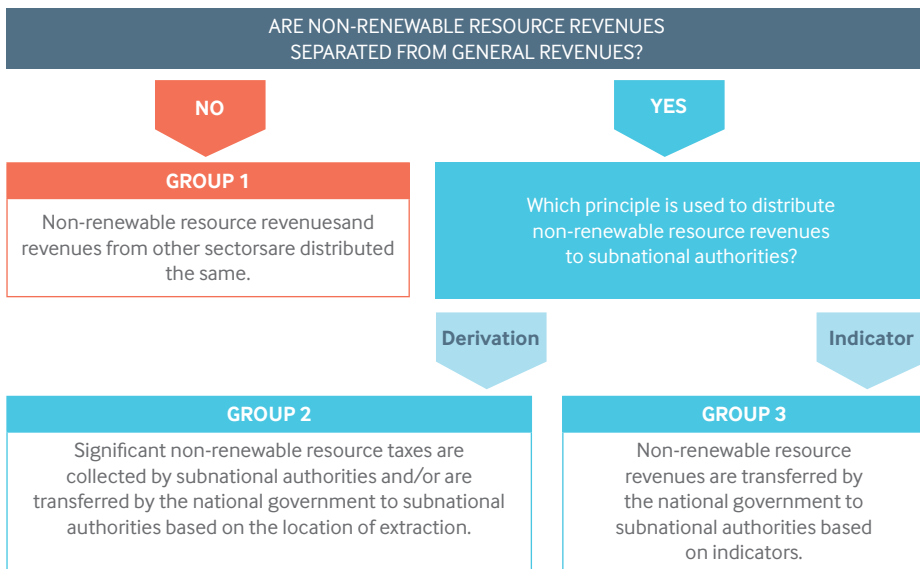 ARE NON-RENEWABLE RESOURCE REVENUES
SEPARATED FROM GENERAL REVENUES?
NO
YES
GROUP 1
Non-renewable resource revenuesand
revenues from other sectorsare distributed
the same.
Which principle is used to distribute
non-renewable resource revenues
to subnational authorities?
Derivation
Indicator
GROUP 2
Significant non-renewable resource taxes are
collected by subnational authorities and/or are
transferred by the national government to subnational
authorities based on the location of extraction.
GROUP 3
Non-renewable resource
revenues are transferred by
the national government to
subnational authorities based
on indicators.